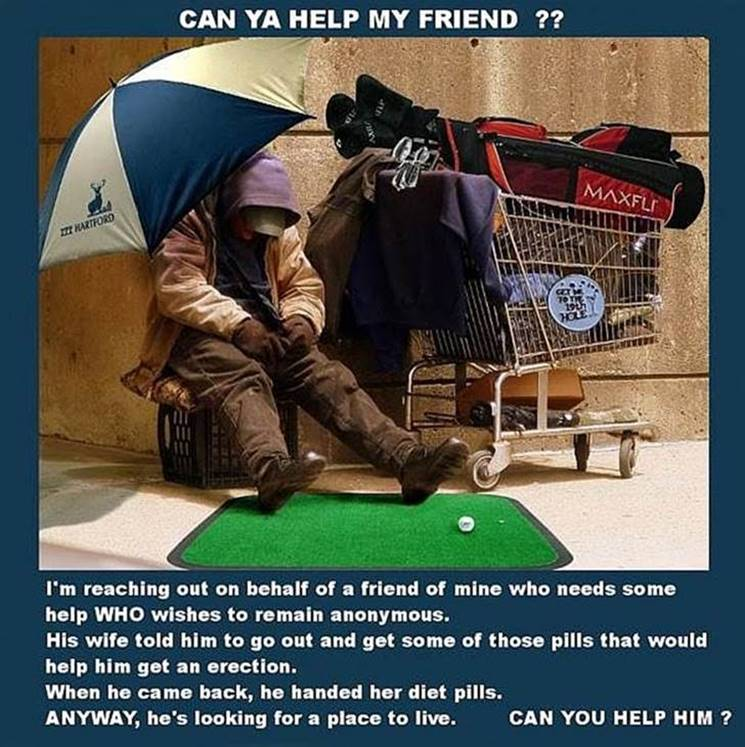 CAN YA HELP MY FRIEND ??
MAXFLI
GET ME
TO THE
19TH
HOLE
HARTFORD
I'm reaching out on behalf of a friend of mine who needs some
help WHO wishes to remain anonymous.
His wife told him to go out and get some of those pills that would
help him get an erection.
When he came back, he handed her diet pills.
ANYWAY, he's looking for a place to live. CAN YOU HELP HIM ?